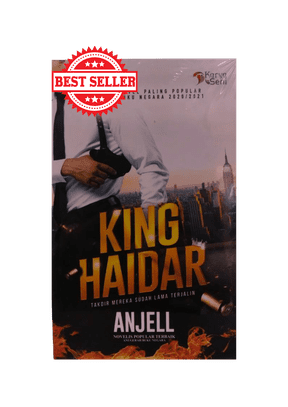 BEST SELLER
Karya
Seni
PALING POPULAR
NEGARA 2020/2021
KING
HAIDAR
TAKDIR MEREKA SUDAH LAMA TERJALIN
ANJELL
NOVELIS POPULAR TERBAIK